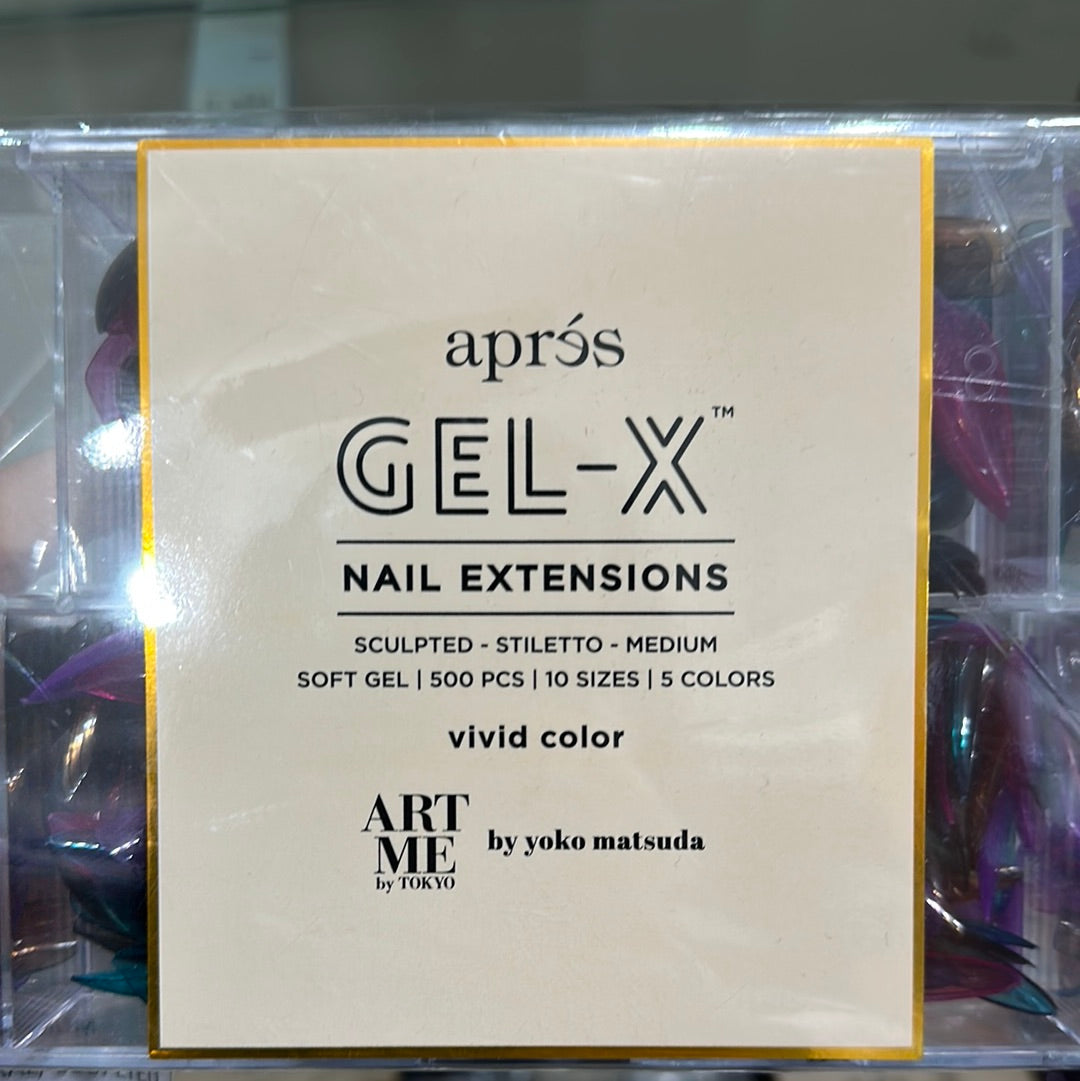 aprés
GEL-X™
NAIL EXTENSIONS
SCULPTED - STILETTO - MEDIUM
SOFT GEL | 500 PCS | 10 SIZES | 5 COLORS
vivid color
ART
ME
by TOKYO
by yoko matsuda